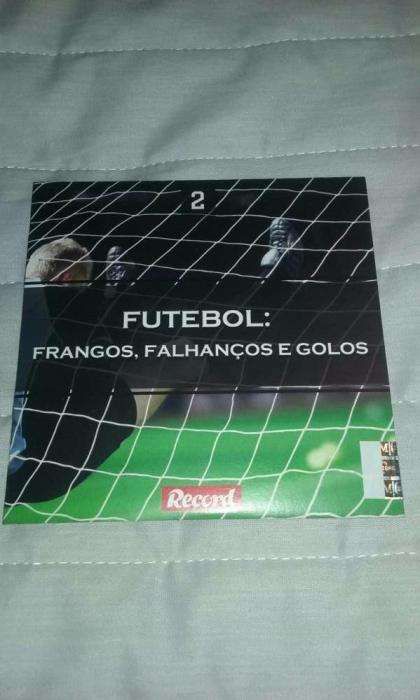 2
FUTEBOL:
FRANGOS, FALHANÇOS E GOLOS
Record